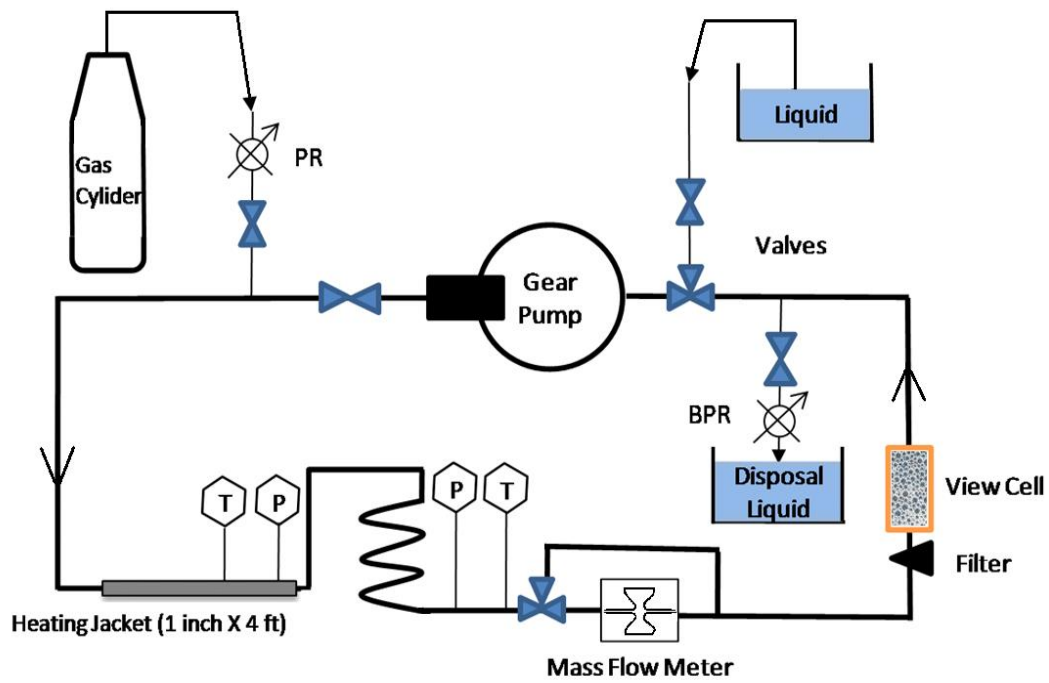 Gas
Cylider
PR
Liquid
Valves
Gear
Pump
BPR
Disposal
Liquid
View Cell
Filter
T
P
P
T
Heating Jacket (1 inch X 4 ft)
Mass Flow Meter